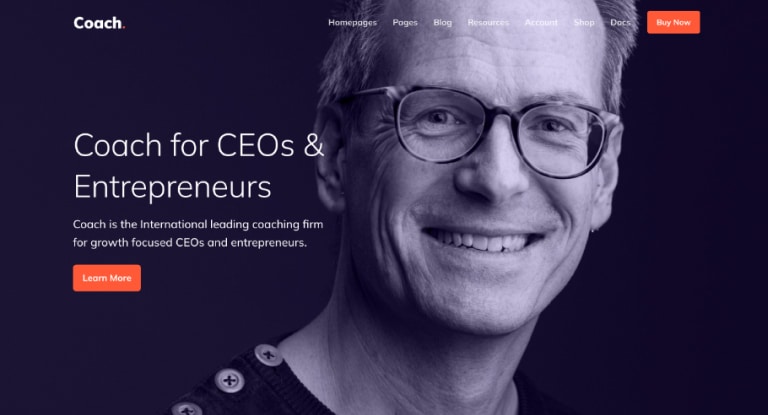 Coach.
Homepages Pages Blog Resources Account Shop Docs Buy Now
Coach for CEOs &
Entrepreneurs
Coach is the International leading coaching firm
for growth focused CEOs and entrepreneurs.
Learn More